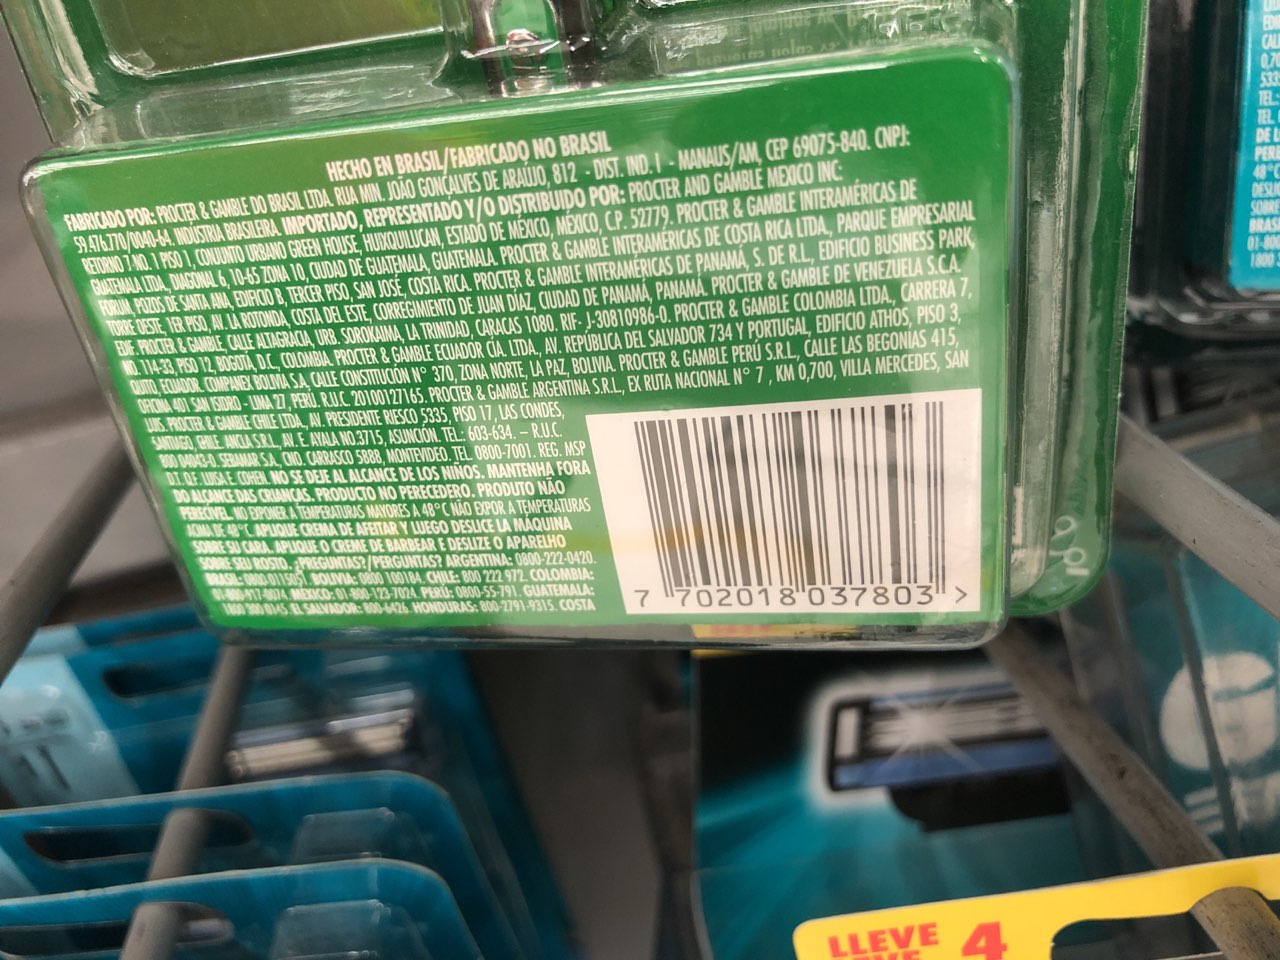 HECHO EN BRASIL/FABRICADO NO BRASIL
FABRICADO POR: PROCTER & GAMBLE DO BRASIL LTDA. RUA MIN. JOÃO GONÇALVES DE ARAÚJO, 812 - DIST. IND. I - MANAUS/AM, CEP 69075-840. CNPJ:
59.476.770/0040-64. INDÚSTRIA BRASILEIRA. IMPORTADO, REPRESENTADO Y/O DISTRIBUIDO POR: PROCTER AND GAMBLE MEXICO INC
RETORNO 7 NO. 1 PISO 1, CONJUNTO URBANO GREEN HOUSE, HUIXQUILUCAN, ESTADO DE MÉXICO, MÉXICO, C.P. 52779. PROCTER & GAMBLE INTERAMÉRICAS DE
GUATEMALA LTD., DIAGONAL 6, 10-65 ZONA 10, CIUDAD DE GUATEMALA, GUATEMALA. PROCTER & GAMBLE INTERAMÉRICAS DE COSTA RICA LTDA., PARQUE EMPRESARIAL
FORUM, POZOS DE SANTA ANA, EDIFICIO B, TERCER PISO, SAN JOSÉ, COSTA RICA. PROCTER & GAMBLE INTERAMÉRICAS DE PANAMÁ, S. DE R.L., EDIFICIO BUSINESS PARK,
TORRE OESTE, 1ER PISO, AV. LA ROTONDA, COSTA DEL ESTE, CORREGIMIENTO DE JUAN DÍAZ, CIUDAD DE PANAMÁ, PANAMÁ. PROCTER & GAMBLE DE VENEZUELA S.C.A.
EDIF. PROCTER & GAMBLE, CALLE ALTAGRACIA, URB. SOROKAIMA, LA TRINIDAD, CARACAS 1080. RIF- J-30810986-0. PROCTER & GAMBLE COLOMBIA LTDA., CARRERA 7,
NO. 114-33, PISO 12, BOGOTÁ, D.C., COLOMBIA. PROCTER & GAMBLE ECUADOR CÍA. LTDA., AV. REPÚBLICA DEL SALVADOR 734 Y PORTUGAL, EDIFICIO ATHOS, PISO 3,
QUITO, ECUADOR. COMPANEX BOLIVIA S.A. CALLE CONSTITUCIÓN N° 370, ZONA NORTE, LA PAZ, BOLIVIA. PROCTER & GAMBLE PERÚ S.R.L., CALLE LAS BEGONIAS 415,
OFICINA 401 SAN ISIDRO - LIMA 27, PERÚ. R.U.C. 20100127165. PROCTER & GAMBLE ARGENTINA S.R.L., EX RUTA NACIONAL N° 7 , KM 0,700, VILLA MERCEDES, SAN
LUIS. PROCTER & GAMBLE CHILE LTDA., AV. PRESIDENTE RIESCO 5335, PISO 17, LAS CONDES,
SANTIAGO, CHILE. ANCIA S.R.L., AV. E. AYALA NO.3715, ASUNCIÓN. TEL.: 603-634. – R.U.C.
SEBAMAR S.A., CNO. CARRASCO 5888, MONTEVIDEO. TEL. 0800-7001. REG. MSP
D.T. Q.F. LUISA E. COHEN. NO SE DEJE AL ALCANCE DE LOS NIÑOS. MANTENHA FORA
DO ALCANCE DAS CRIANÇAS. PRODUCTO NO PERECEDERO. PRODUTO NÃO
PERECÍVEL. NO EXPONER A TEMPERATURAS MAYORES A 48°C NÃO EXPOR A TEMPERATURAS
ACIMA DE 48°C. APLIQUE CREMA DE AFEITAR Y LUEGO DESLICE LA MÁQUINA
SOBRE SU CARA. APLIQUE O CREME DE BARBEAR E DESLIZE O APARELHO
SOBRE SEU ROSTO. ¿PREGUNTAS?/PERGUNTAS? ARGENTINA: 0800-222-0420.
BRASIL: 0800-0115051. BOLIVIA: 0800 100184. CHILE: 800 222 972. COLOMBIA:
01-800-917-0074. MÉXICO: 01-800-123-7024. PERÚ: 0800-55-791. GUATEMALA:
1800 300 0145. EL SALVADOR: 800-6426. HONDURAS: 800-2791-9315. COSTA
7 702018 037803 >
LLEVE 4